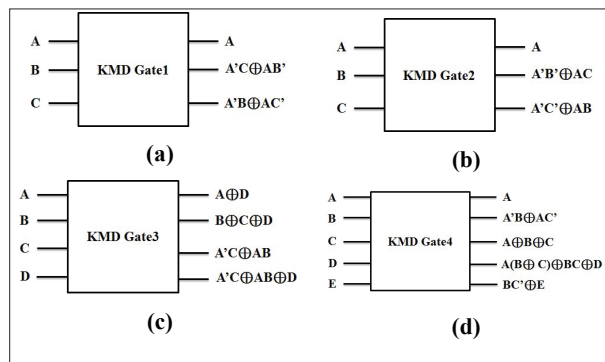 A A
B KMD Gate1 A'C⊕AB'
C A'B⊕AC'
(a)
A A
B KMD Gate2 A'B'⊕AC
C A'C'⊕AB
(b)
A A⊕D
B B⊕C⊕D
KMD Gate3
C A'C⊕AB
D A'C⊕AB⊕D
(c)
A A
B A'B⊕AC'
C KMD Gate4 A⊕B⊕C
D A(B⊕ C)⊕BC⊕D
E BC'⊕E
(d)